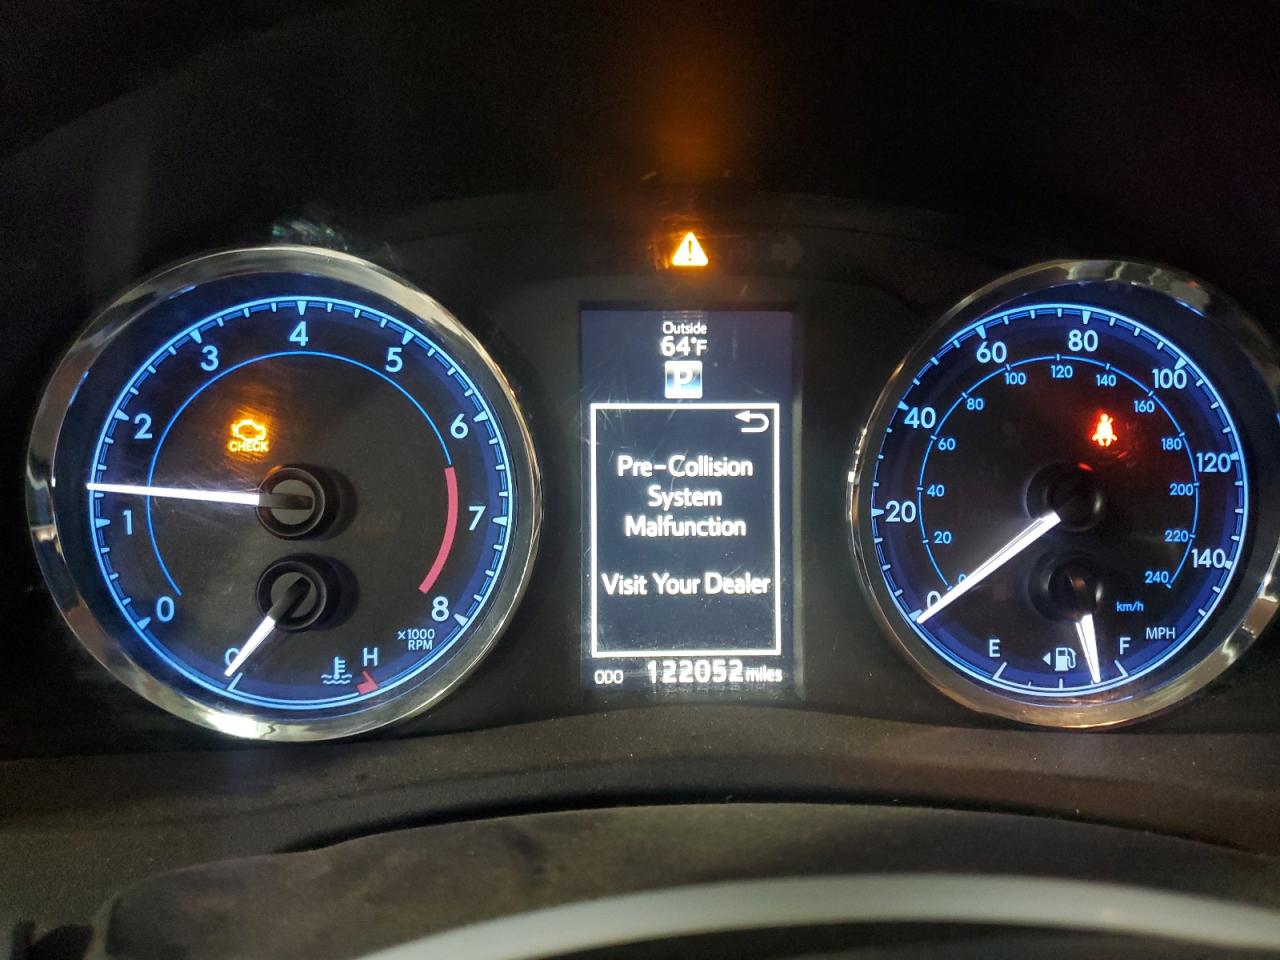 Outside
64°F
P
Pre-Collision
System
Malfunction
Visit Your Dealer
ODO 122052 miles
CHECK
0
1
2
3
4
5
6
7
8
x1000
RPM
C
H
0
20
40
60
80
100
120
140
MPH
0
20
40
60
80
100
120
140
160
180
200
220
240
km/h
E
F